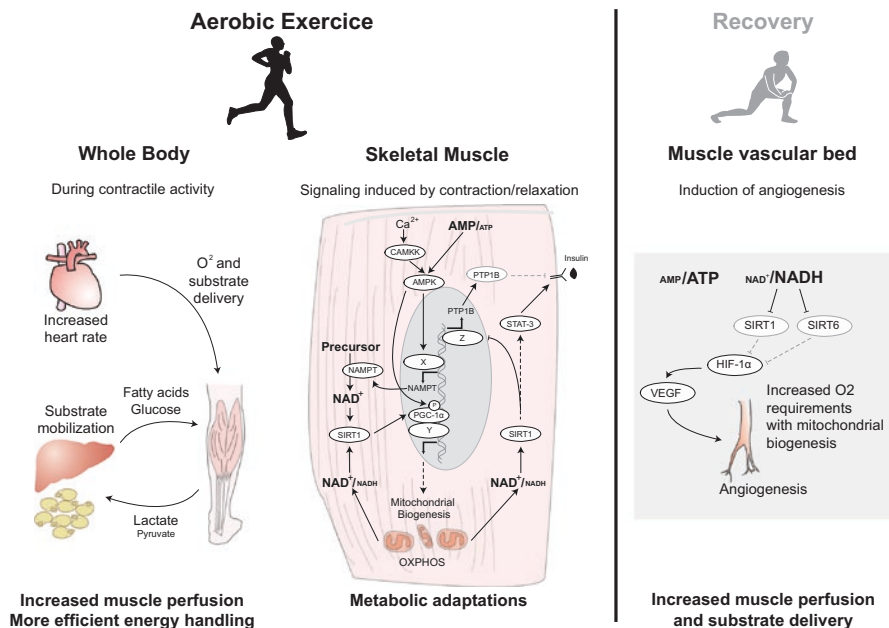 Aerobic Exercice
Recovery
Whole Body
During contractile activity
Increased
heart rate
O² and
substrate
delivery
Substrate
mobilization
Fatty acids
Glucose
Lactate
Pyruvate
Increased muscle perfusion
More efficient energy handling
Skeletal Muscle
Signaling induced by contraction/relaxation
Ca²⁺
AMP/ATP
CAMKK
AMPK
PTP1B
Insulin
PTP1B
STAT-3
Z
Precursor
X
NAMPT
NAMPT
NAD⁺
P
PGC-1α
SIRT1
Y
SIRT1
NAD⁺/NADH
NAD⁺/NADH
Mitochondrial
Biogenesis
OXPHOS
Metabolic adaptations
Muscle vascular bed
Induction of angiogenesis
AMP/ATP
NAD⁺/NADH
SIRT1
SIRT6
HIF-1α
VEGF
Increased O2
requirements
with mitochondrial
biogenesis
Angiogenesis
Increased muscle perfusion
and substrate delivery